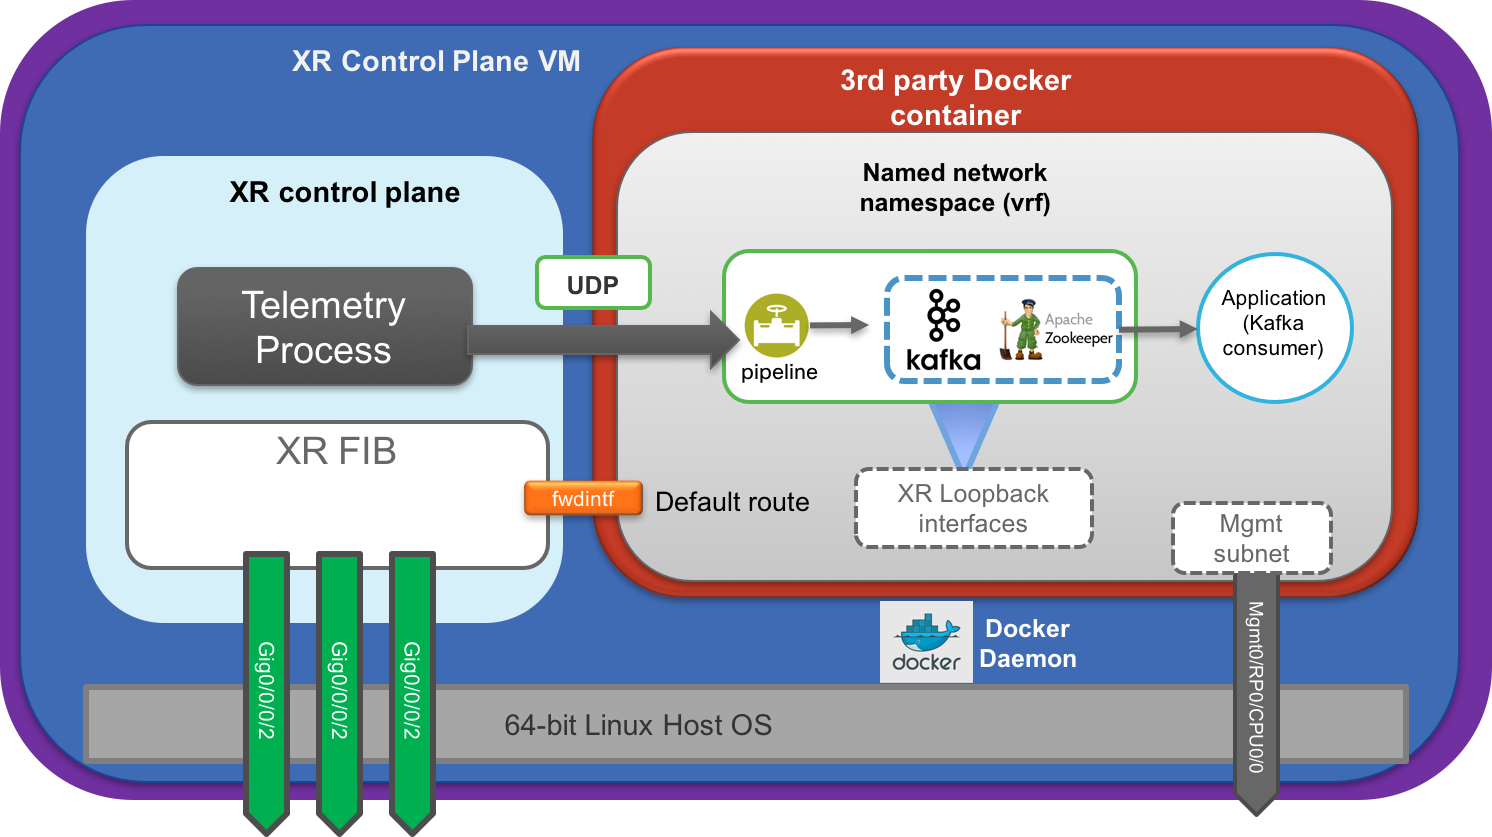 XR Control Plane VM
3rd party Docker
container
XR control plane
Named network
namespace (vrf)
UDP
Telemetry
Process
pipeline
kafka
Apache
Zookeeper
Application
(Kafka
consumer)
XR FIB
fwdintf
Default route
XR Loopback
interfaces
Mgmt
subnet
Gig0/0/0/2
Gig0/0/0/2
Gig0/0/0/2
docker
Docker
Daemon
Mgmt0/RP0/CPU0/0
64-bit Linux Host OS